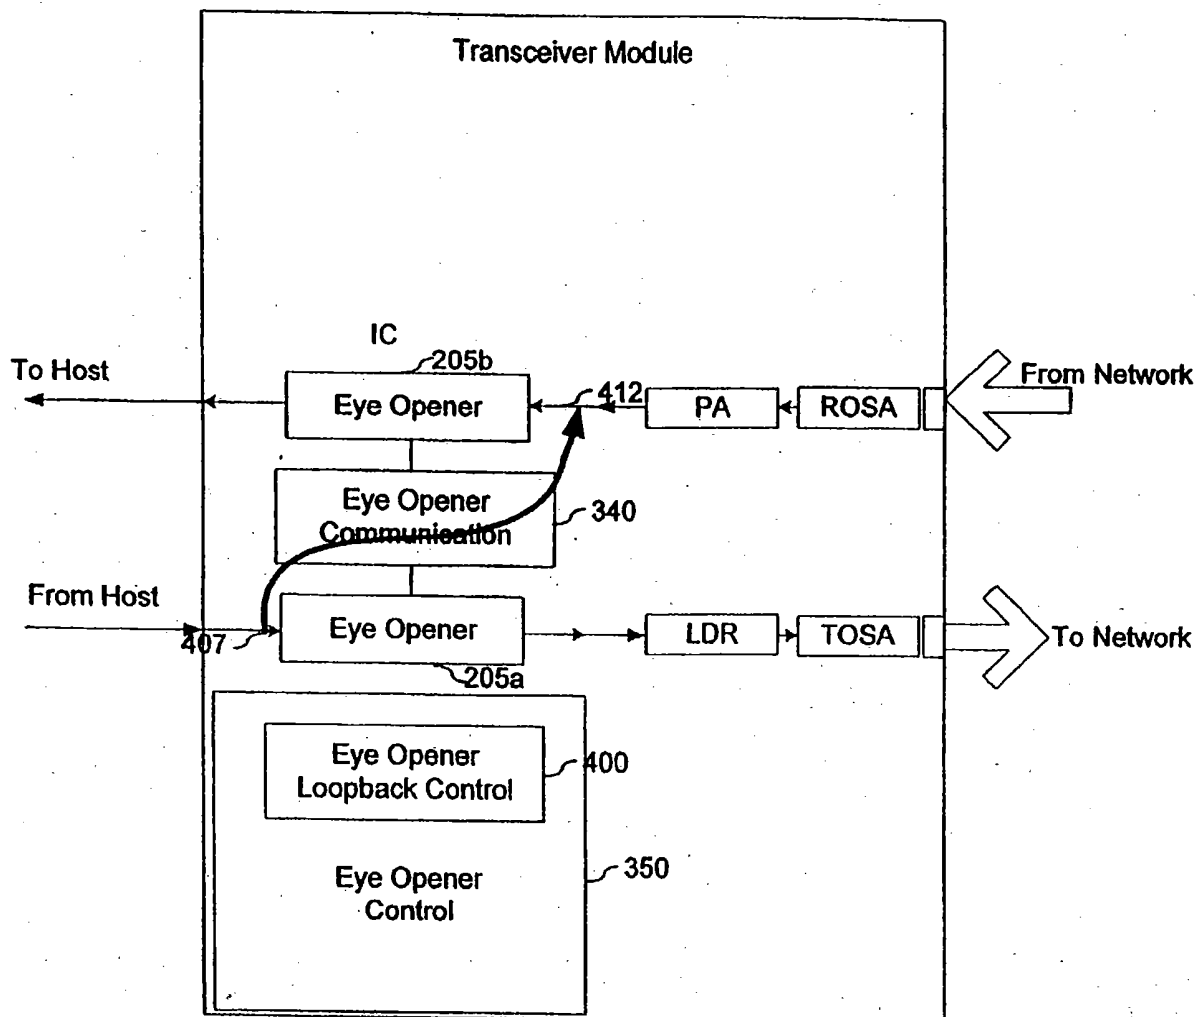 Transceiver Module
IC
205b
To Host
Eye Opener
412
PA
ROSA
From Network
Eye Opener
Communication
340
From Host
407
Eye Opener
LDR
TOSA
To Network
205a
Eye Opener
Loopback Control
400
Eye Opener
Control
350